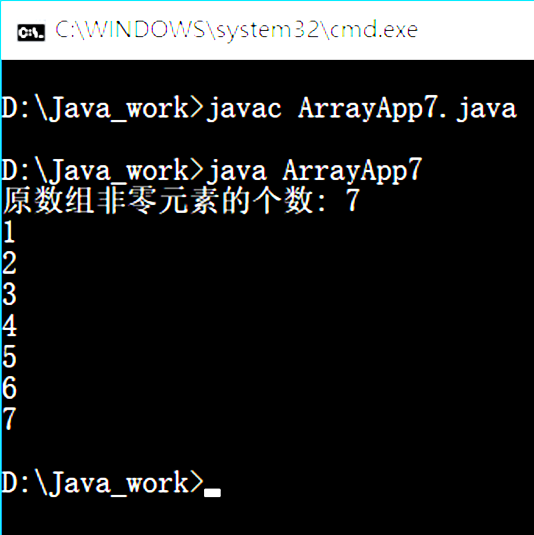 C:\WINDOWS\system32\cmd.exe
D:\Java_work>javac ArrayApp7.java
D:\Java_work>java ArrayApp7
原数组非零元素的个数: 7
1
2
3
4
5
6
7
D:\Java_work>